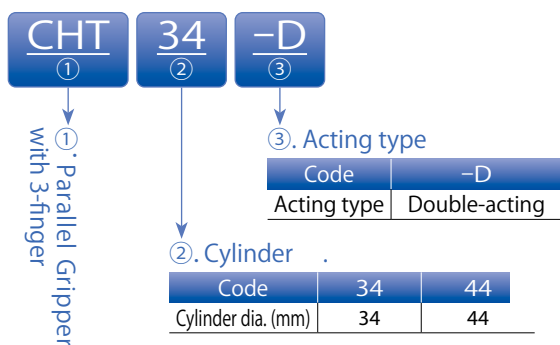 CHT 34 -D
① ② ③
①. Parallel Gripper
with 3-finger
③. Acting type
Code -D
Acting type Double-acting
②. Cylinder .
Code 34 44
Cylinder dia. (mm) 34 44